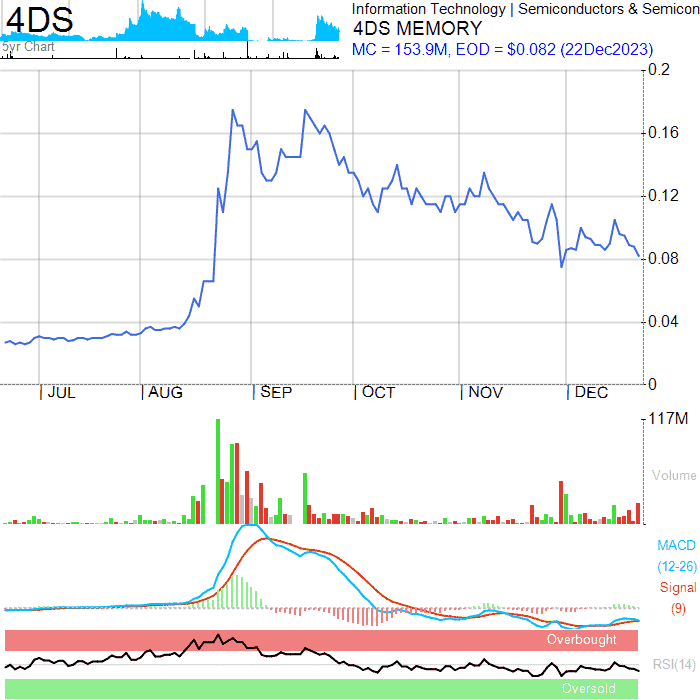 4DS
5yr Chart
Information Technology | Semiconductors & Semicon
4DS MEMORY
MC = 153.9M, EOD = $0.082 (22Dec2023)
0.2
0.16
0.12
0.08
0.04
0
JUL AUG SEP OCT NOV DEC
117M
Volume
MACD
(12-26)
Signal
(9)
Overbought
RSI(14)
Oversold